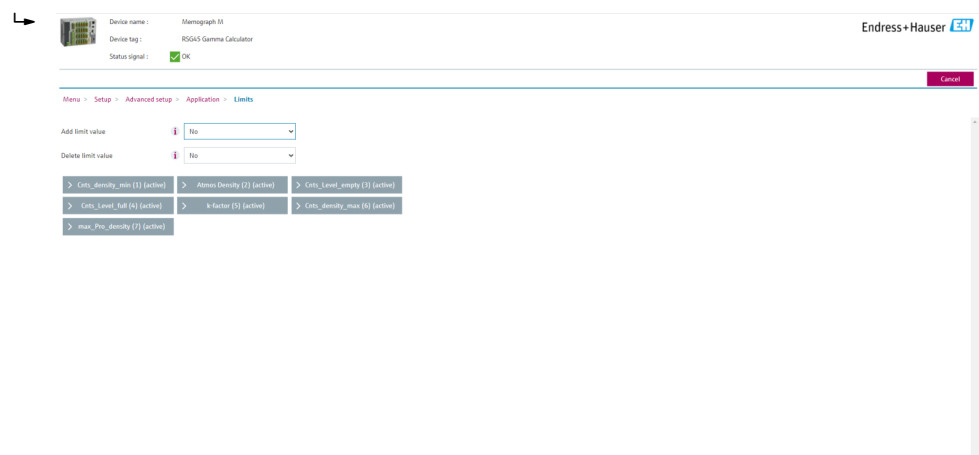 Device name : Memograph M
Endress+Hauser EH
Device tag : RSG45 Gamma Calculator
Status signal : OK
Cancel
Menu > Setup > Advanced setup > Application > Limits
Add limit value i No
Delete limit value i No
> Cnts_density_min (1) (active) > Atmos Density (2) (active) > Cnts_Level_empty (3) (active)
> Cnts_Level_full (4) (active) > k-factor (5) (active) > Cnts_density_max (6) (active)
> max_Pro_density (7) (active)